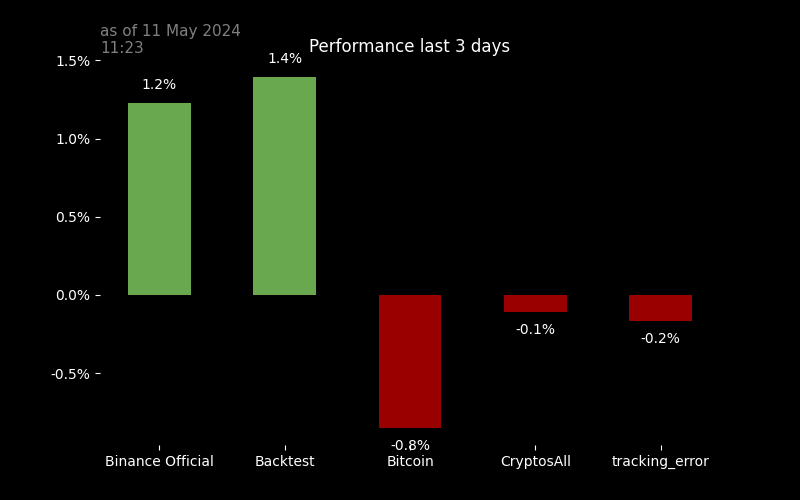 as of 11 May 2024
11:23
Performance last 3 days
1.5%
1.0%
0.5%
0.0%
-0.5%
1.2%
1.4%
-0.8%
-0.1%
-0.2%
Binance Official
Backtest
Bitcoin
CryptosAll
tracking_error